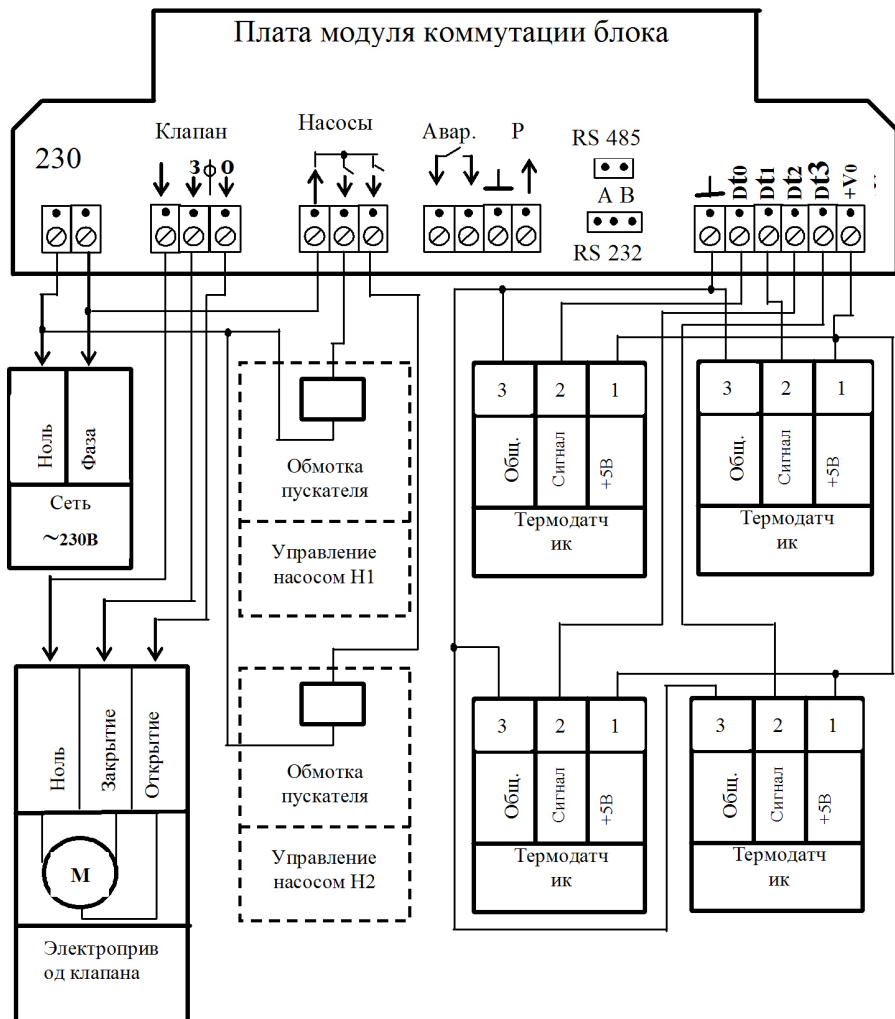 Плата модуля коммутации блока
230
Клапан
З
О
Насосы
Авар.
Р
RS 485
А В
RS 232
Dt0
Dt1
Dt2
Dt3
+V0
Ноль
Фаза
Сеть
~230В
Обмотка
пускателя
Управление
насосом Н1
Обмотка
пускателя
Управление
насосом Н2
3
2
1
Общ.
Сигнал
+5В
Термодатч
ик
3
2
1
Общ.
Сигнал
+5В
Термодатч
ик
3
2
1
Общ.
Сигнал
+5В
Термодатч
ик
3
2
1
Общ.
Сигнал
+5В
Термодатч
ик
Ноль
Закрытие
Открытие
М
Электроприв
од клапана